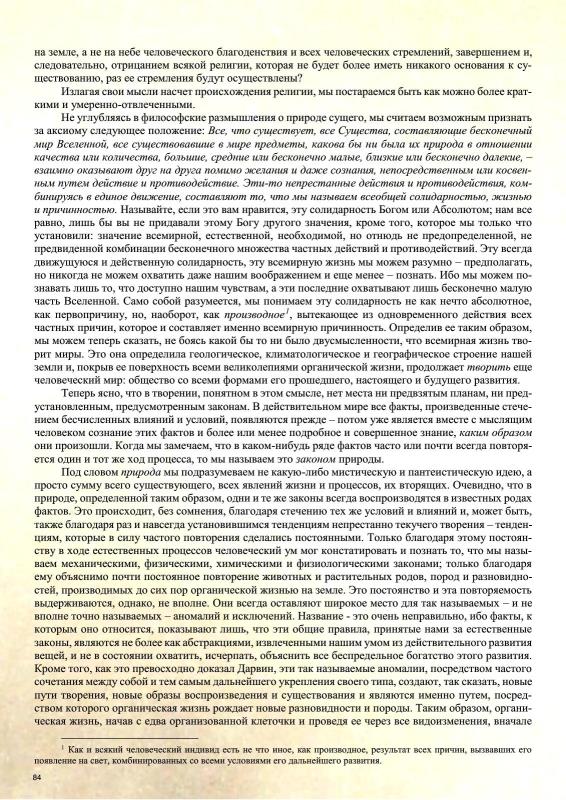 на земле, а не на небе человеческого благоденствия и всех человеческих стремлений, завершением и,
следовательно, отрицанием всякой религии, которая не будет более иметь никакого основания к су-
ществованию, раз ее стремления будут осуществлены?
Излагая свои мысли насчет происхождения религии, мы постараемся быть как можно более крат-
кими и умеренно-отвлеченными.
Не углубляясь в философские размышления о природе сущего, мы считаем возможным признать
за аксиому следующее положение: Все, что существует, все Существа, составляющие бесконечный
мир Вселенной, все существовавшие в мире предметы, какова бы ни была их природа в отношении
качества или количества, большие, средние или бесконечно малые, близкие или бесконечно далекие, –
взаимно оказывают друг на друга помимо желания и даже сознания, непосредственным или косвен-
ным путем действие и противодействие. Эти-то непрестанные действия и противодействия, ком-
бинируясь в единое движение, составляют то, что мы называем всеобщей солидарностью, жизнью
и причинностью. Называйте, если это вам нравится, эту солидарность Богом или Абсолютом; нам все
равно, лишь бы вы не придавали этому Богу другого значения, кроме того, которое мы только что
установили: значение всемирной, естественной, необходимой, но отнюдь не предопределенной, не
предвиденной комбинации бесконечного множества частных действий и противодействий. Эту всегда
движущуюся и действенную солидарность, эту всемирную жизнь мы можем разумно – предполагать,
но никогда не можем охватить даже нашим воображением и еще менее – познать. Ибо мы можем по-
знавать лишь то, что доступно нашим чувствам, а эти последние охватывают лишь бесконечно малую
часть Вселенной. Само собой разумеется, мы понимаем эту солидарность не как нечто абсолютное,
как первопричину, но, наоборот, как производное1, вытекающее из одновременного действия всех
частных причин, которое и составляет именно всемирную причинность. Определив ее таким образом,
мы можем теперь сказать, не боясь какой бы то ни было двусмысленности, что всемирная жизнь тво-
рит миры. Это она определила геологическое, климатологическое и географическое строение нашей
земли и, покрыв ее поверхность всеми великолепиями органической жизни, продолжает творить еще
человеческий мир: общество со всеми формами его прошедшего, настоящего и будущего развития.
Теперь ясно, что в творении, понятном в этом смысле, нет места ни предвзятым планам, ни пред-
установленным, предусмотренным законам. В действительном мире все факты, произведенные стече-
нием бесчисленных влияний и условий, появляются прежде – потом уже является вместе с мыслящим
человеком сознание этих фактов и более или менее подробное и совершенное знание, каким образом
они произошли. Когда мы замечаем, что в каком-нибудь ряде фактов часто или почти всегда повторя-
ется один и тот же ход процесса, то мы называем это законом природы.
Под словом природа мы подразумеваем не какую-либо мистическую и пантеистическую идею, а
просто сумму всего существующего, всех явлений жизни и процессов, их вторящих. Очевидно, что в
природе, определенной таким образом, одни и те же законы всегда воспроизводятся в известных родах
фактов. Это происходит, без сомнения, благодаря стечению тех же условий и влияний и, может быть,
также благодаря раз и навсегда установившимся тенденциям непрестанно текучего творения – тенден-
циям, которые в силу частого повторения сделались постоянными. Только благодаря этому постоян-
ству в ходе естественных процессов человеческий ум мог констатировать и познать то, что мы назы-
ваем механическими, физическими, химическими и физиологическими законами; только благодаря
ему объяснимо почти постоянное повторение животных и растительных родов, пород и разновидно-
стей, производимых до сих пор органической жизнью на земле. Это постоянство и эта повторяемость
выдерживаются, однако, не вполне. Они всегда оставляют широкое место для так называемых – и не
вполне точно называемых – аномалий и исключений. Название - это очень неправильно, ибо факты, к
которым оно относится, показывают лишь, что эти общие правила, принятые нами за естественные
законы, являются не более как абстракциями, извлеченными нашим умом из действительного развития
вещей, и не в состоянии охватить, исчерпать, объяснить все беспредельное богатство этого развития.
Кроме того, как это превосходно доказал Дарвин, эти так называемые аномалии, посредством частого
сочетания между собой и тем самым дальнейшего укрепления своего типа, создают, так сказать, новые
пути творения, новые образы воспроизведения и существования и являются именно путем, посред-
ством которого органическая жизнь рождает новые разновидности и породы. Таким образом, органи-
ческая жизнь, начав с едва организованной клеточки и проведя ее через все видоизменения, вначале
1 Как и всякий человеческий индивид есть не что иное, как производное, результат всех причин, вызвавших его
появление на свет, комбинированных со всеми условиями его дальнейшего развития.
84